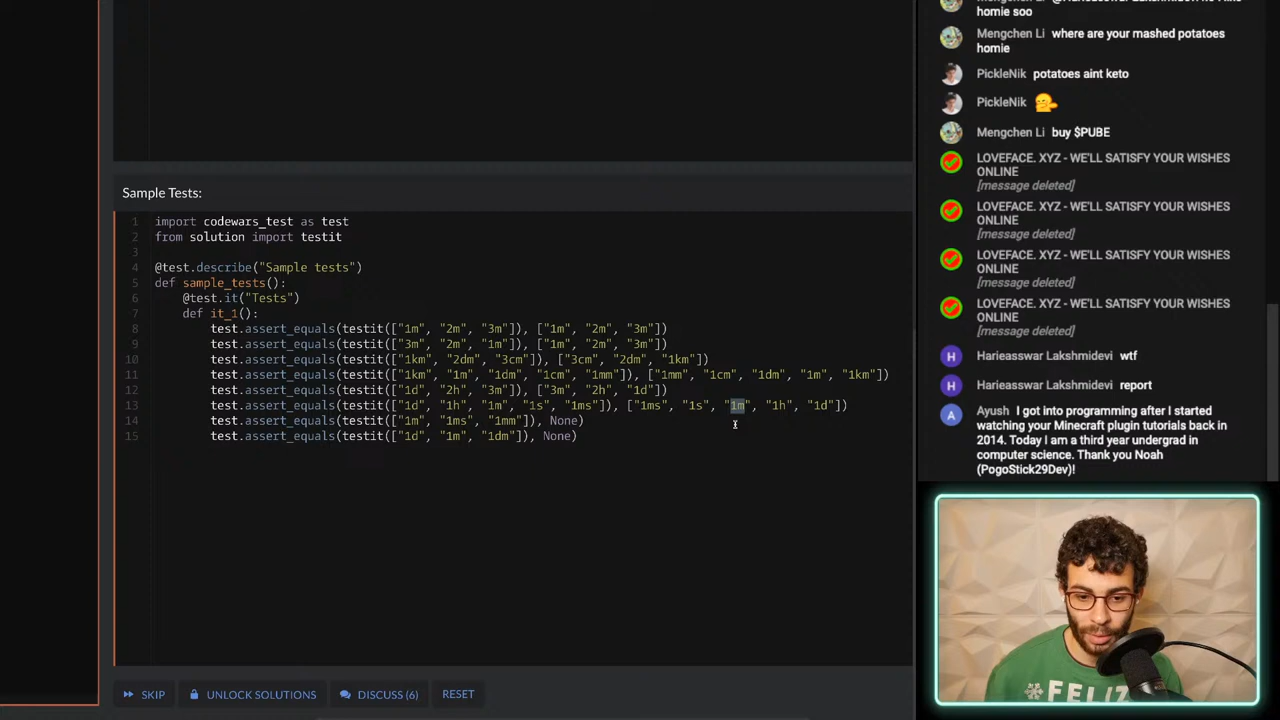 Sample Tests:
1 import codewars_test as test
2 from solution import testit
3
4 @test.describe("Sample tests")
5 def sample_tests():
6 @test.it("Tests")
7 def it_1():
8 test.assert_equals(testit(["1m", "2m", "3m"]), ["1m", "2m", "3m"])
9 test.assert_equals(testit(["3m", "2m", "1m"]), ["1m", "2m", "3m"])
10 test.assert_equals(testit(["1km", "2dm", "3cm"]), ["3cm", "2dm", "1km"])
11 test.assert_equals(testit(["1km", "1m", "1dm", "1cm", "1mm"]), ["1mm", "1cm", "1dm", "1m", "1km"])
12 test.assert_equals(testit(["1d", "2h", "3m"]), ["3m", "2h", "1d"])
13 test.assert_equals(testit(["1d", "1h", "1m", "1s", "1ms"]), ["1ms", "1s", "1m", "1h", "1d"])
14 test.assert_equals(testit(["1m", "1ms", "1mm"]), None)
15 test.assert_equals(testit(["1d", "1m", "1dm"]), None)
SKIP
UNLOCK SOLUTIONS
DISCUSS (6)
RESET
homie soo
Mengchen Li where are your mashed potatoes
homie
PickleNik potatoes aint keto
PickleNik
Mengchen Li buy $PUBE
LOVEFACE. XYZ - WE'LL SATISFY YOUR WISHES
ONLINE
[message deleted]
LOVEFACE. XYZ - WE'LL SATISFY YOUR WISHES
ONLINE
[message deleted]
LOVEFACE. XYZ - WE'LL SATISFY YOUR WISHES
ONLINE
[message deleted]
LOVEFACE. XYZ - WE'LL SATISFY YOUR WISHES
ONLINE
[message deleted]
H Harieasswar Lakshmidevi wtf
H Harieasswar Lakshmidevi report
A Ayush I got into programming after I started
watching your Minecraft plugin tutorials back in
2014. Today I am a third year undergrad in
computer science. Thank you Noah
(PogoStick29Dev)!
FELIZ